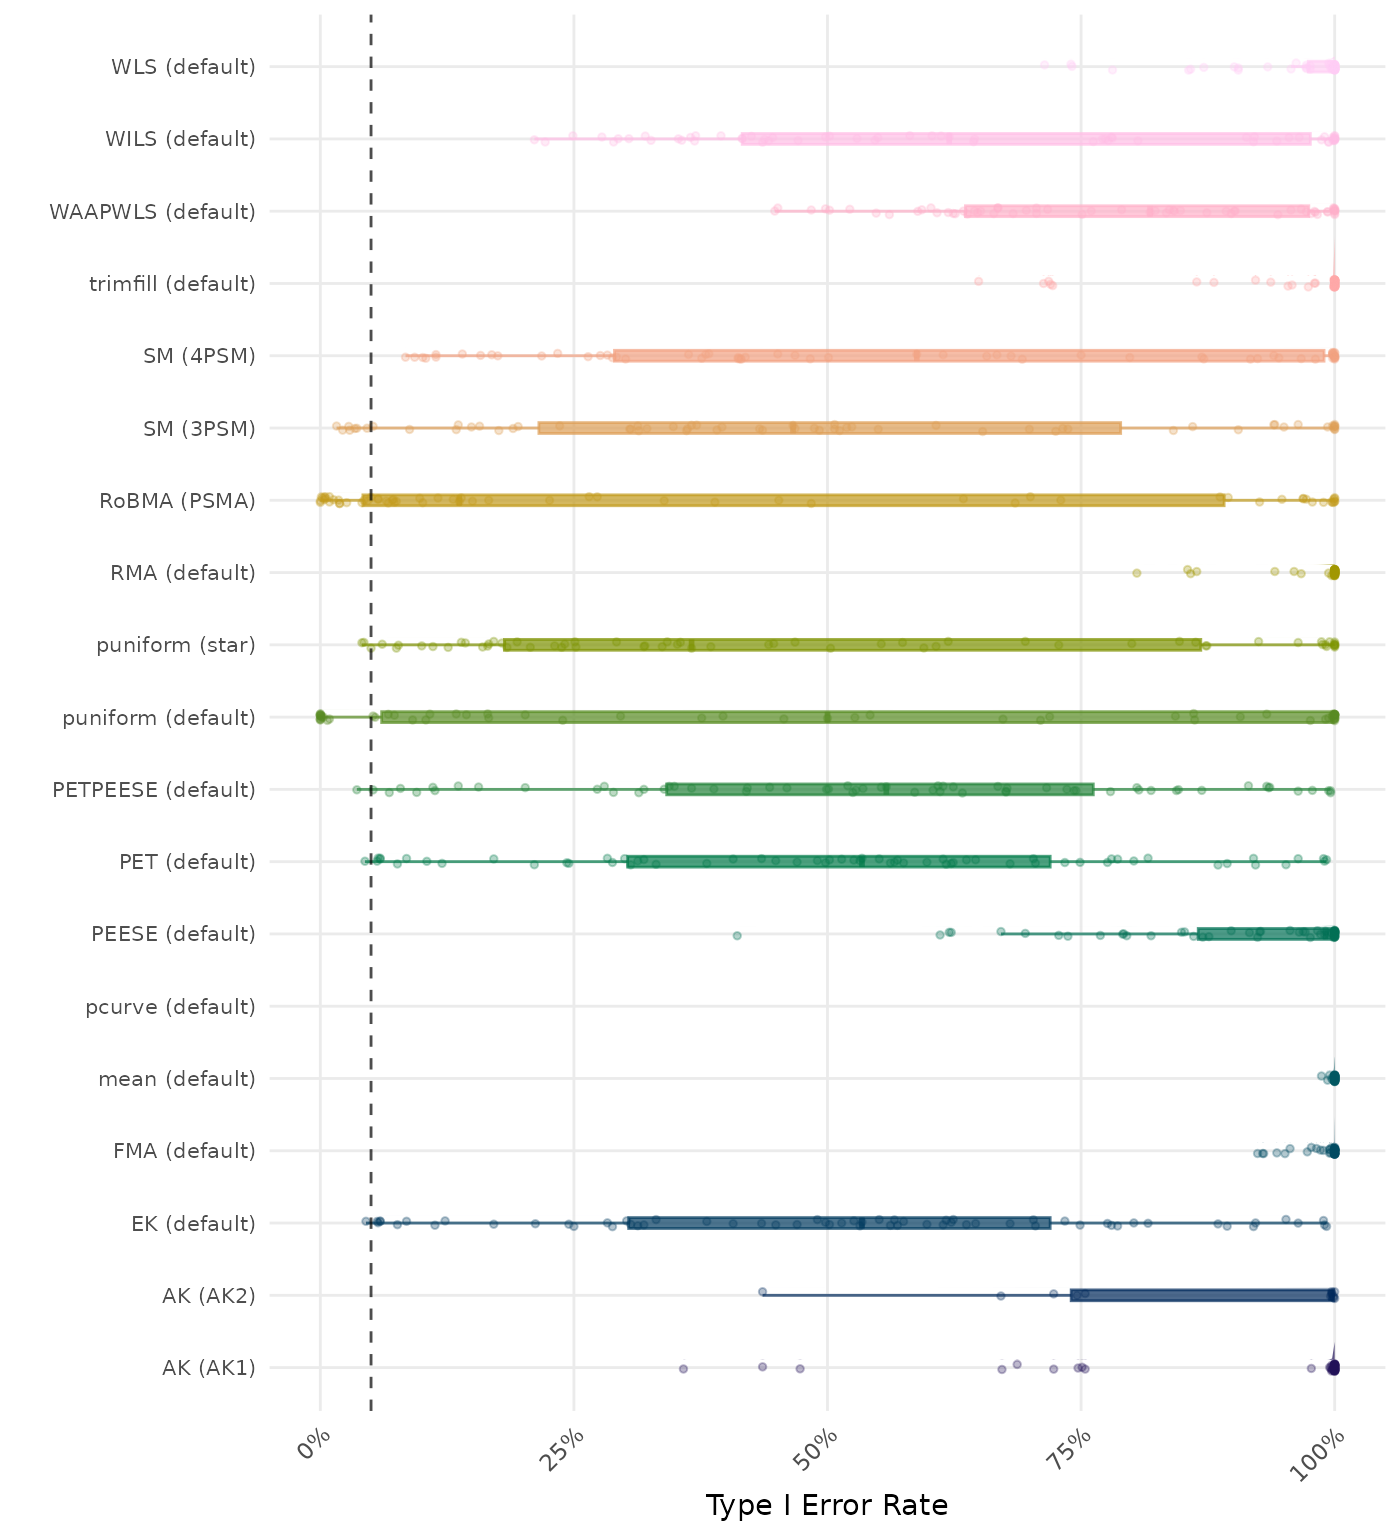 WLS (default)
WILS (default)
WAAPWLS (default)
trimfill (default)
SM (4PSM)
SM (3PSM)
RoBMA (PSMA)
RMA (default)
puniform (star)
puniform (default)
PETPEESE (default)
PET (default)
PEESE (default)
pcurve (default)
mean (default)
FMA (default)
EK (default)
AK (AK2)
AK (AK1)
0%
25%
50%
75%
100%
Type I Error Rate